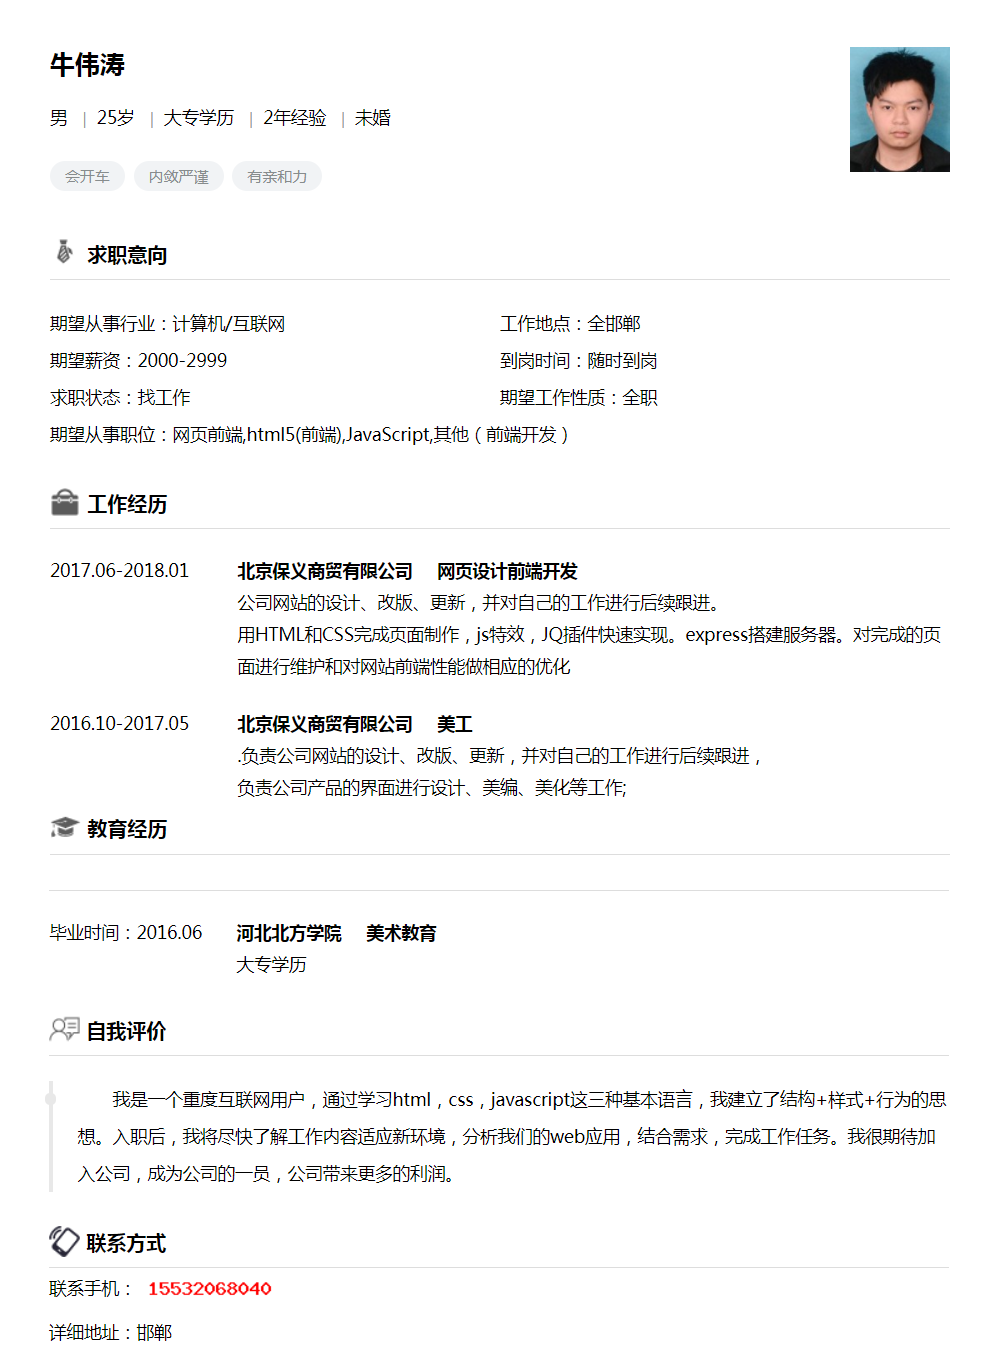 牛伟涛
男 | 25岁 | 大专学历 | 2年经验 | 未婚
会开车 内敛严谨 有亲和力
求职意向
期望从事行业：计算机/互联网 工作地点：全邯郸
期望薪资：2000-2999 到岗时间：随时到岗
求职状态：找工作 期望工作性质：全职
期望从事职位：网页前端,html5(前端),JavaScript,其他（前端开发）
工作经历
2017.06-2018.01 北京保义商贸有限公司 网页设计前端开发
公司网站的设计、改版、更新，并对自己的工作进行后续跟进。
用HTML和CSS完成页面制作，js特效，JQ插件快速实现。express搭建服务器。对完成的页
面进行维护和对网站前端性能做相应的优化
2016.10-2017.05 北京保义商贸有限公司 美工
.负责公司网站的设计、改版、更新，并对自己的工作进行后续跟进，
负责公司产品的界面进行设计、美编、美化等工作;
教育经历
毕业时间：2016.06 河北北方学院 美术教育
大专学历
自我评价
我是一个重度互联网用户，通过学习html，css，javascript这三种基本语言，我建立了结构+样式+行为的思
想。入职后，我将尽快了解工作内容适应新环境，分析我们的web应用，结合需求，完成工作任务。我很期待加
入公司，成为公司的一员，公司带来更多的利润。
联系方式
联系手机： 15532068040
详细地址：邯郸